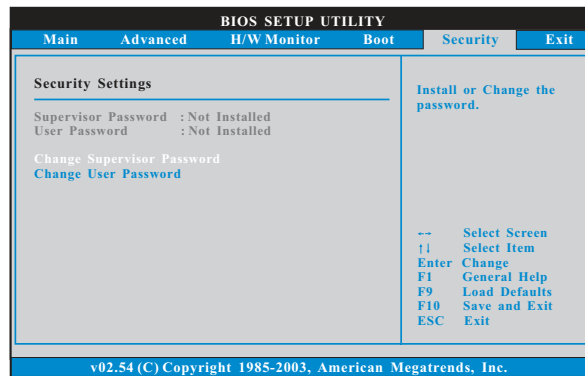 BIOS SETUP UTILITY
Main Advanced H/W Monitor Boot Security Exit
Security Settings
Supervisor Password : Not Installed
User Password : Not Installed
Change Supervisor Password
Change User Password
Install or Change the
password.
←→ Select Screen
↑↓ Select Item
Enter Change
F1 General Help
F9 Load Defaults
F10 Save and Exit
ESC Exit
v02.54 (C) Copyright 1985-2003, American Megatrends, Inc.